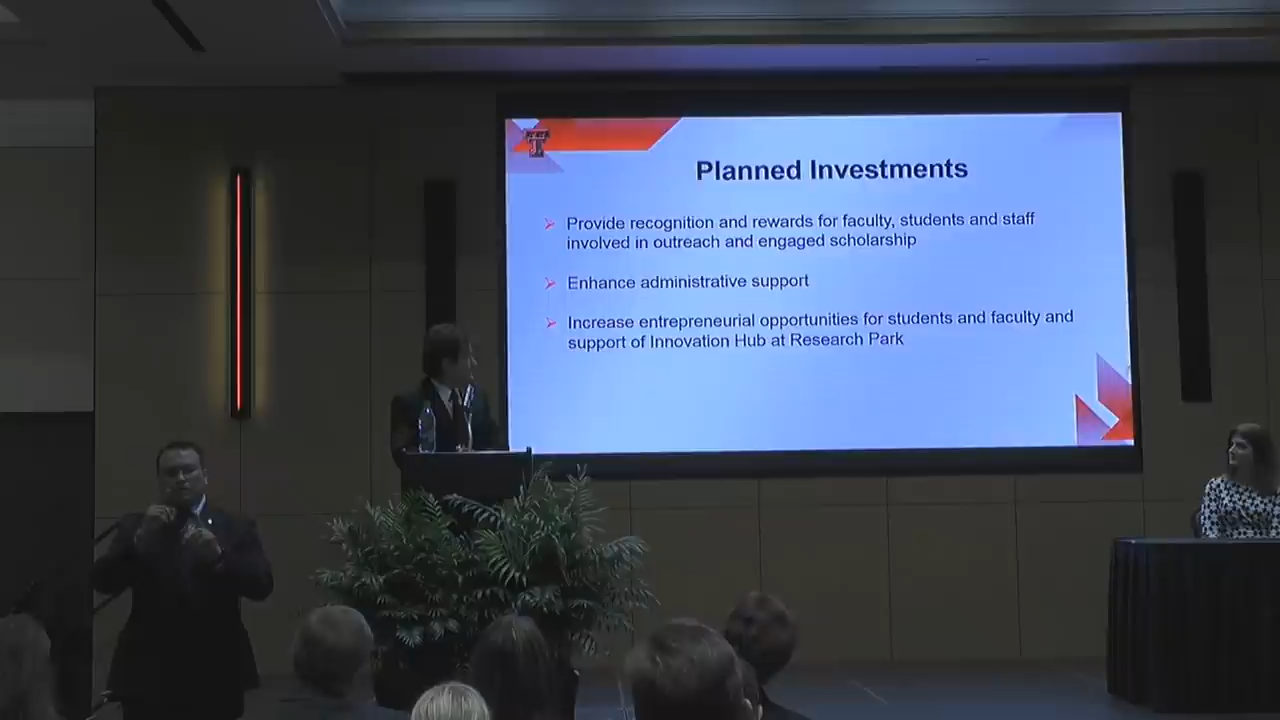 Planned Investments
Provide recognition and rewards for faculty, students and staff
involved in outreach and engaged scholarship
Enhance administrative support
Increase entrepreneurial opportunities for students and faculty and
support of Innovation Hub at Research Park